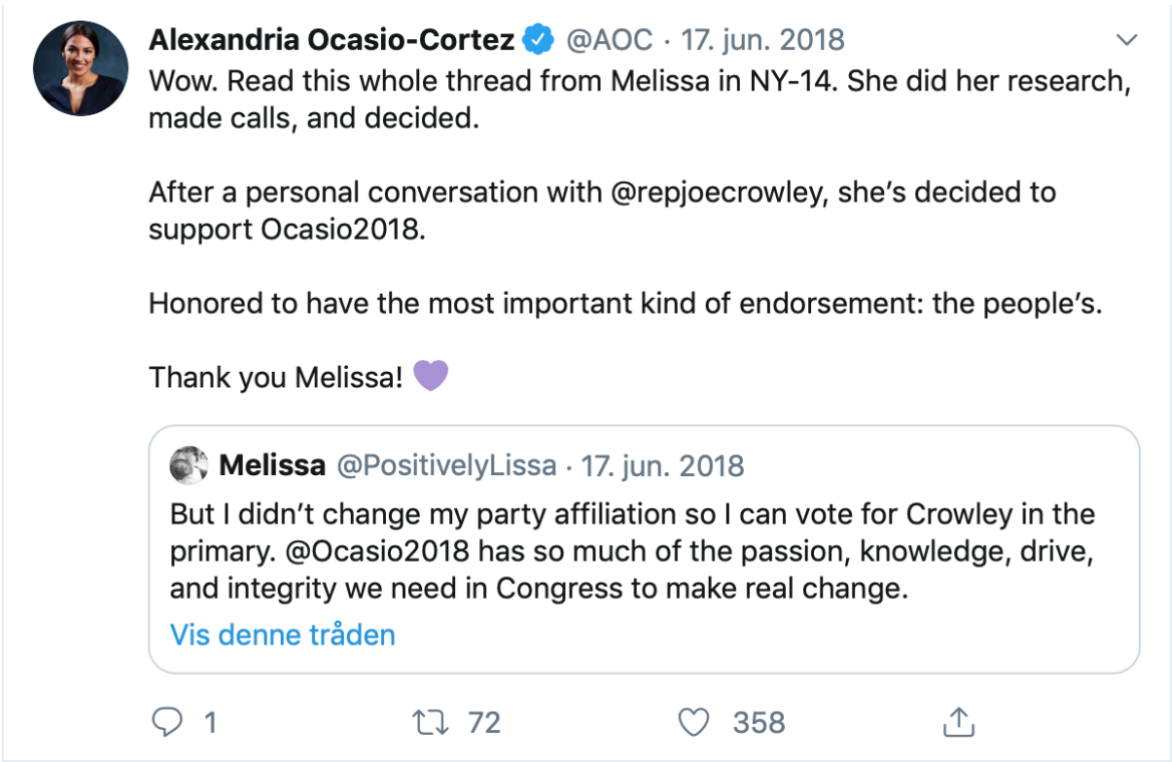 Alexandria Ocasio-Cortez @AOC · 17. jun. 2018
Wow. Read this whole thread from Melissa in NY-14. She did her research,
made calls, and decided.
After a personal conversation with @repjoecrowley, she’s decided to
support Ocasio2018.
Honored to have the most important kind of endorsement: the people’s.
Thank you Melissa! 💜
Melissa @PositivelyLissa · 17. jun. 2018
But I didn’t change my party affiliation so I can vote for Crowley in the
primary. @Ocasio2018 has so much of the passion, knowledge, drive,
and integrity we need in Congress to make real change.
Vis denne tråden
1 72 358